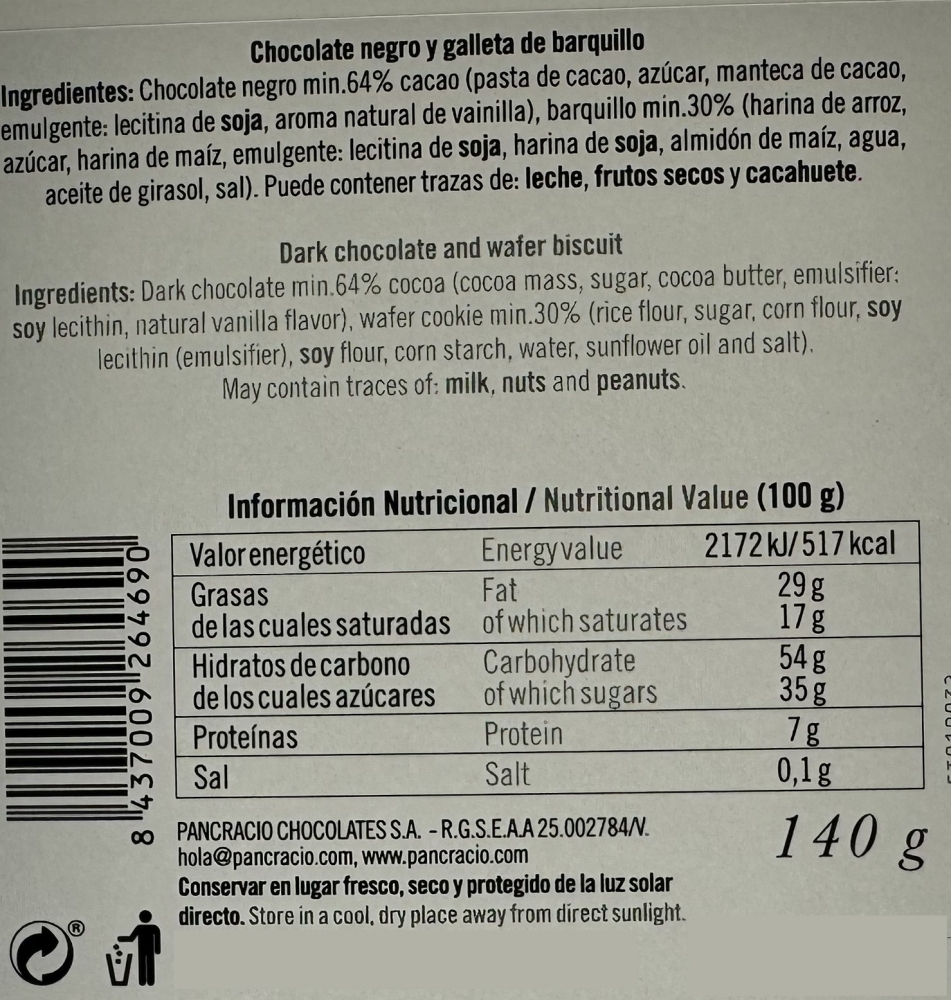 Chocolate negro y galleta de barquillo
Ingredientes: Chocolate negro min.64% cacao (pasta de cacao, azúcar, manteca de cacao,
emulgente: lecitina de soja, aroma natural de vainilla), barquillo min.30% (harina de arroz,
azúcar, harina de maíz, emulgente: lecitina de soja, harina de soja, almidón de maíz, agua,
aceite de girasol, sal). Puede contener trazas de: leche, frutos secos y cacahuete.
Dark chocolate and wafer biscuit
Ingredients: Dark chocolate min.64% cocoa (cocoa mass, sugar, cocoa butter, emulsifier:
soy lecithin, natural vanilla flavor), wafer cookie min.30% (rice flour, sugar, corn flour, soy
lecithin (emulsifier), soy flour, corn starch, water, sunflower oil and salt).
May contain traces of: milk, nuts and peanuts.
Información Nutricional / Nutritional Value (100 g)
Valor energético Energy value 2172 kJ/ 517 kcal
Grasas Fat 29 g
de las cuales saturadas of which saturates 17 g
Hidratos de carbono Carbohydrate 54 g
de los cuales azúcares of which sugars 35 g
Proteínas Protein 7 g
Sal Salt 0,1 g
8 437009 264690
PANCRACIO CHOCOLATES S.A. - R.G.S.E.A.A 25.002784/V.
hola@pancracio.com, www.pancracio.com
Conservar en lugar fresco, seco y protegido de la luz solar
directo. Store in a cool, dry place away from direct sunlight.
140 g
®